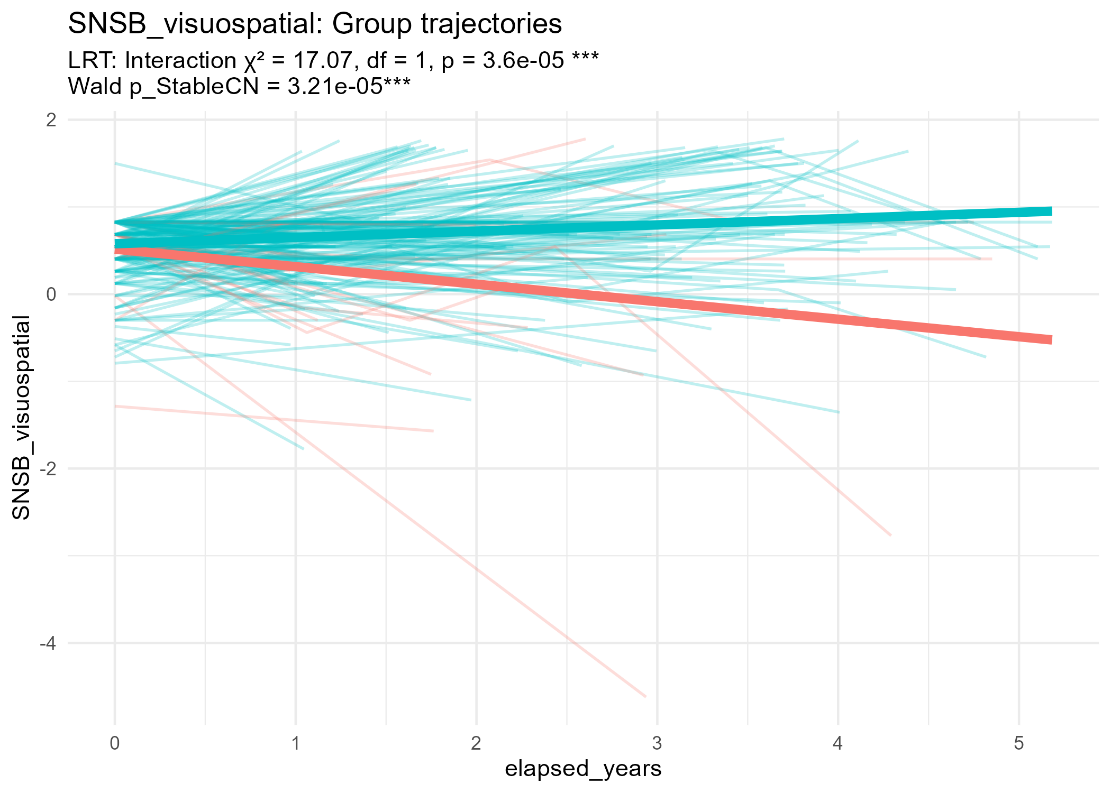 SNSB_visuospatial: Group trajectories
LRT: Interaction χ² = 17.07, df = 1, p = 3.6e-05 ***
Wald p_StableCN = 3.21e-05***
2
0
-2
-4
SNSB_visuospatial
0 1 2 3 4 5
elapsed_years